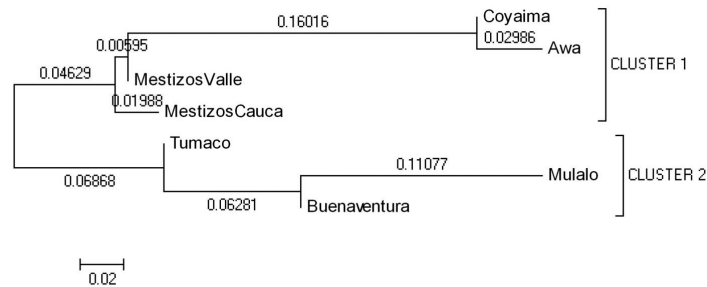 Coyaima
0.16016
0.02986
Awa
0.00595
CLUSTER 1
0.04629
MestizosValle
0.01988
MestizosCauca
Tumaco
0.11077
Mulalo
CLUSTER 2
0.06868
0.06281
Buenaventura
0.02